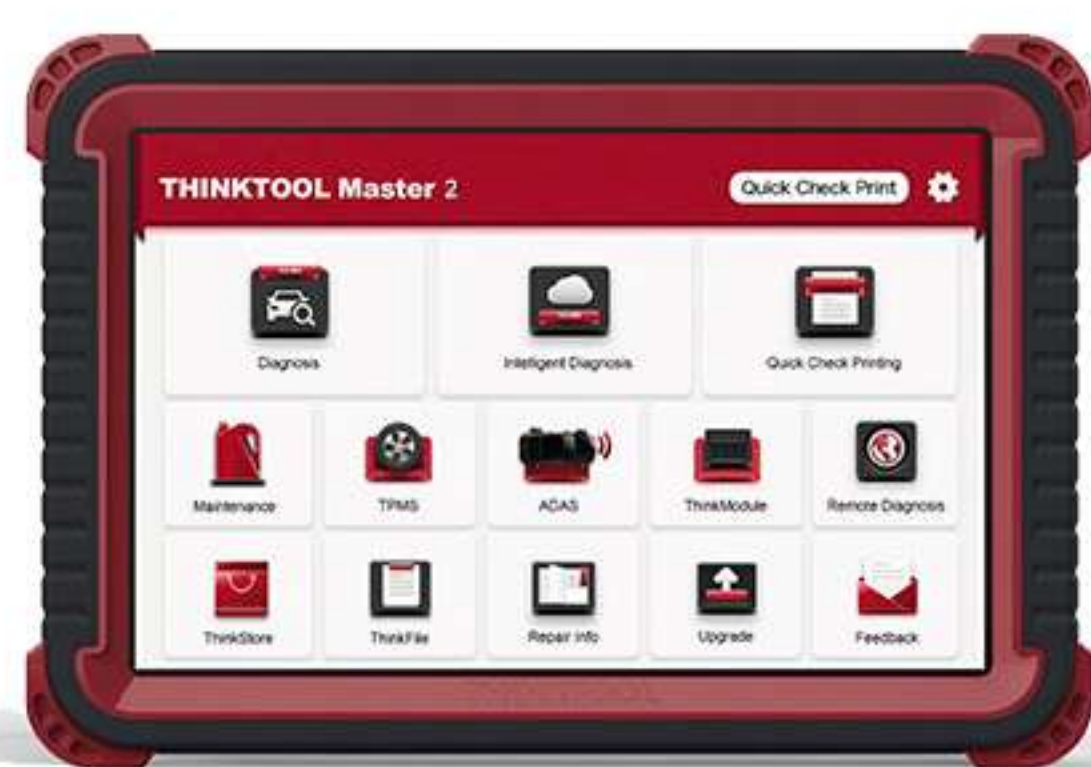 THINKTOOL Master 2
Quick Check Print
Diagnosis
Intelligent Diagnosis
Quick Check Printing
Maintenance
TPMS
ADAS
ThinkModule
Remote Diagnosis
ThinkStore
ThinkFile
Repair Info
Upgrade
Feedback